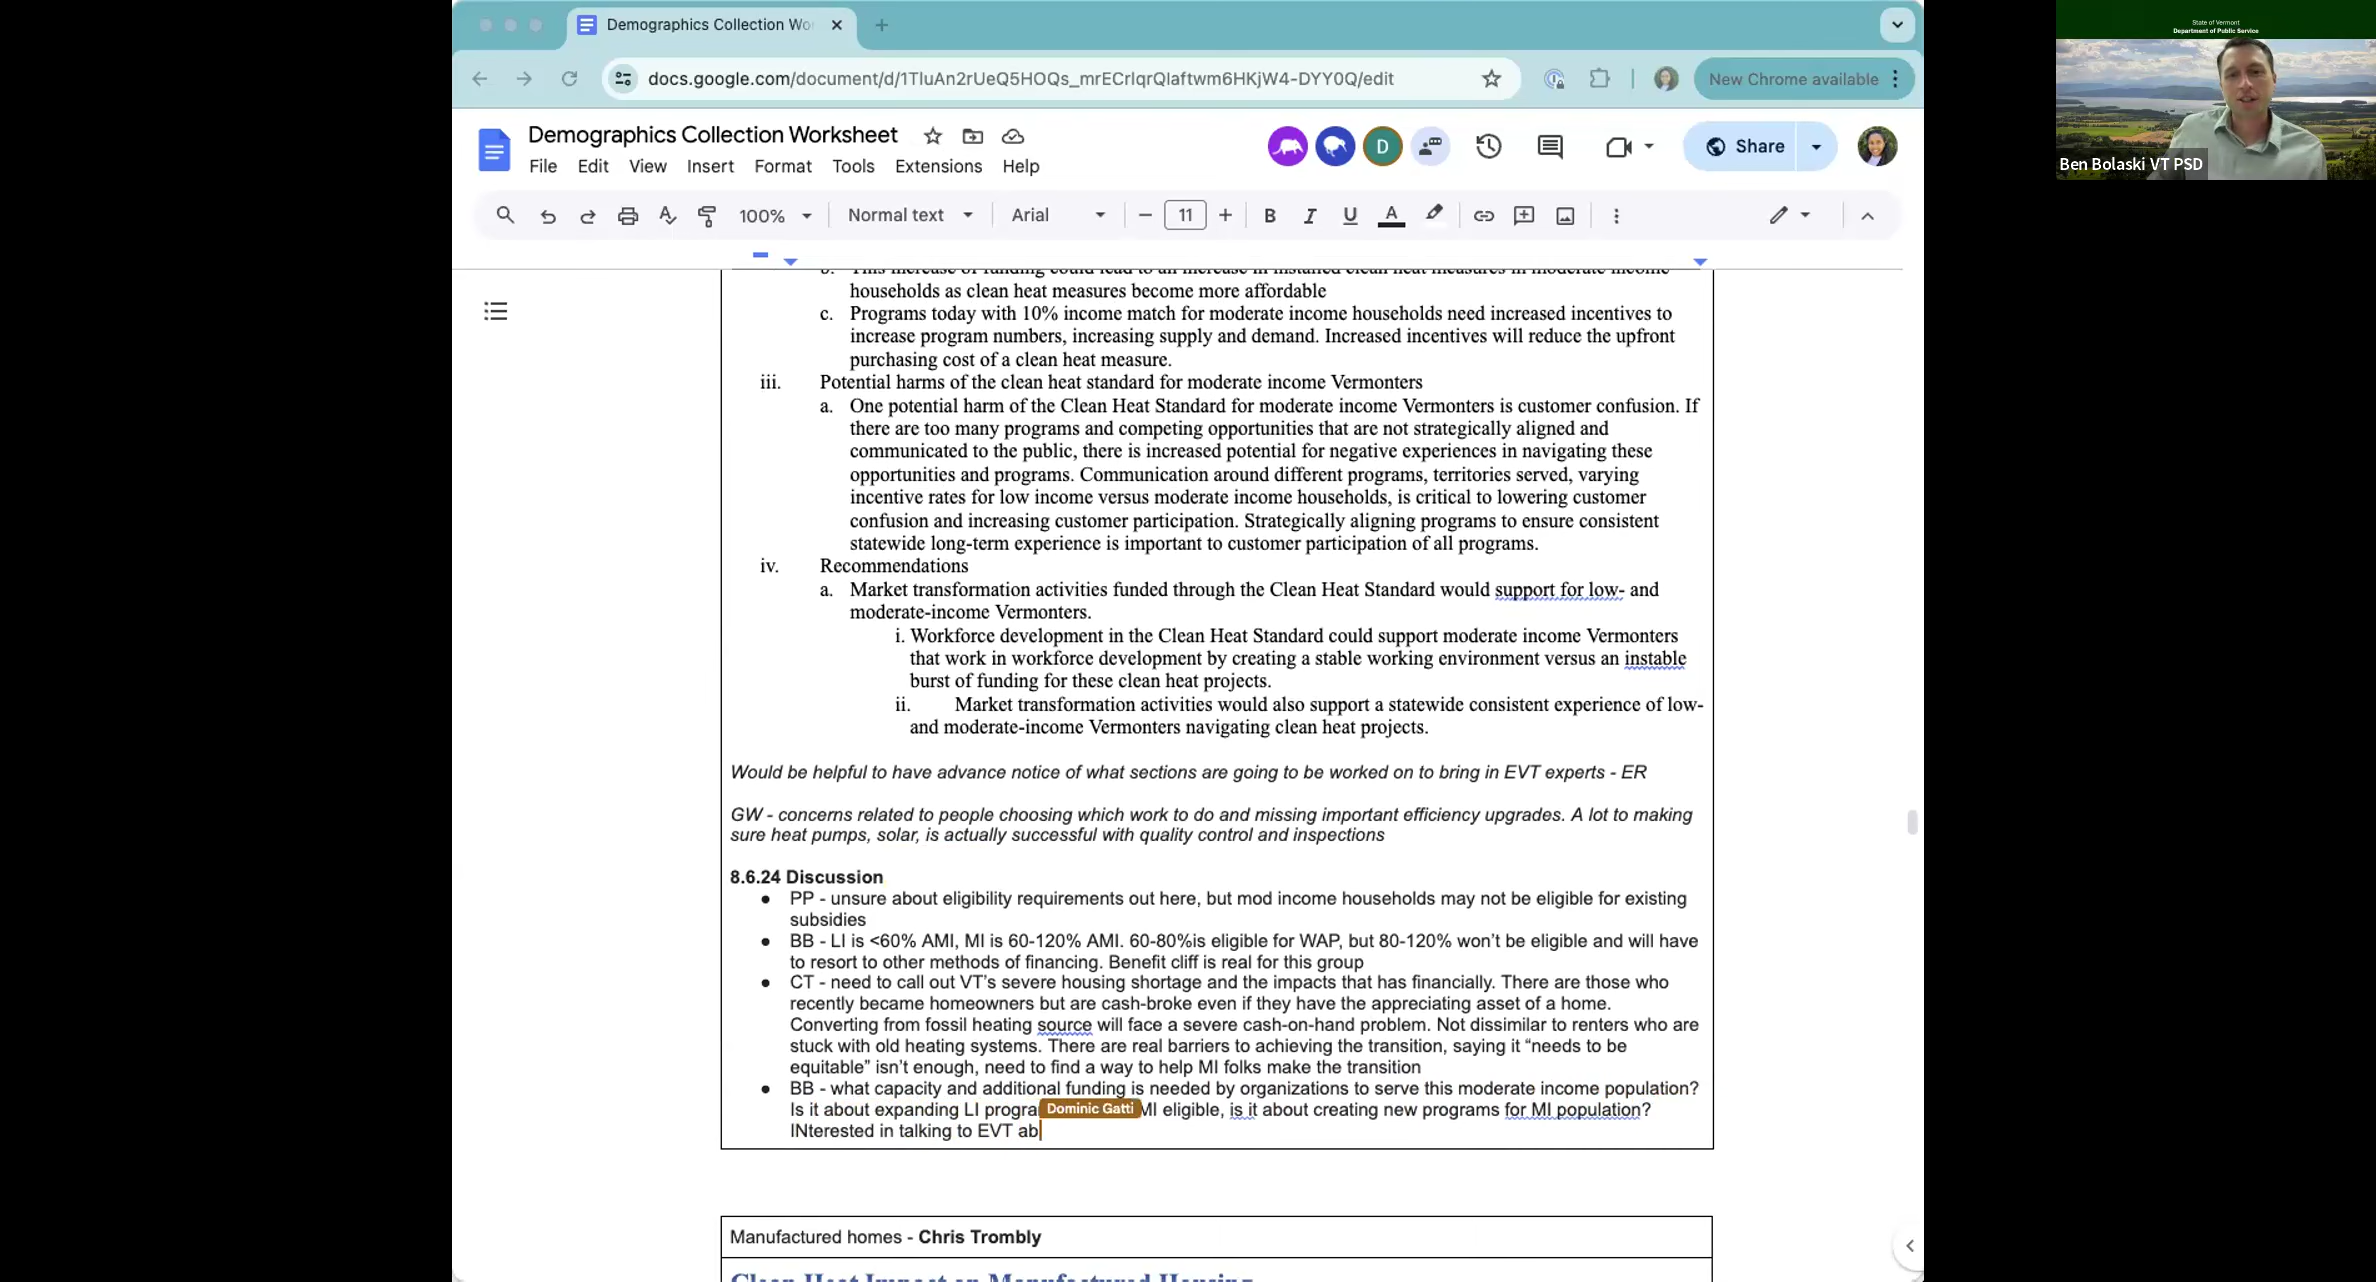 Demographics Collection Wo
docs.google.com/document/d/1TluAn2rUeQ5HOQs_mrECrlqrQlaftwm6HKjW4-DYY0Q/edit
New Chrome available
State of Vermont
Department of Public Service
Ben Bolaski VT PSD
Demographics Collection Worksheet
File Edit View Insert Format Tools Extensions Help
D
Share
100% Normal text Arial 11 B I U A
b. This increase of funding could lead to an increase in installed clean heat measures in moderate income
households as clean heat measures become more affordable
c. Programs today with 10% income match for moderate income households need increased incentives to
increase program numbers, increasing supply and demand. Increased incentives will reduce the upfront
purchasing cost of a clean heat measure.
iii. Potential harms of the clean heat standard for moderate income Vermonters
a. One potential harm of the Clean Heat Standard for moderate income Vermonters is customer confusion. If
there are too many programs and competing opportunities that are not strategically aligned and
communicated to the public, there is increased potential for negative experiences in navigating these
opportunities and programs. Communication around different programs, territories served, varying
incentive rates for low income versus moderate income households, is critical to lowering customer
confusion and increasing customer participation. Strategically aligning programs to ensure consistent
statewide long-term experience is important to customer participation of all programs.
iv. Recommendations
a. Market transformation activities funded through the Clean Heat Standard would support for low- and
moderate-income Vermonters.
i. Workforce development in the Clean Heat Standard could support moderate income Vermonters
that work in workforce development by creating a stable working environment versus an instable
burst of funding for these clean heat projects.
ii. Market transformation activities would also support a statewide consistent experience of low-
and moderate-income Vermonters navigating clean heat projects.
Would be helpful to have advance notice of what sections are going to be worked on to bring in EVT experts - ER
GW - concerns related to people choosing which work to do and missing important efficiency upgrades. A lot to making
sure heat pumps, solar, is actually successful with quality control and inspections
8.6.24 Discussion
● PP - unsure about eligibility requirements out here, but mod income households may not be eligible for existing
subsidies
● BB - LI is <60% AMI, MI is 60-120% AMI. 60-80%is eligible for WAP, but 80-120% won't be eligible and will have
to resort to other methods of financing. Benefit cliff is real for this group
● CT - need to call out VT's severe housing shortage and the impacts that has financially. There are those who
recently became homeowners but are cash-broke even if they have the appreciating asset of a home.
Converting from fossil heating source will face a severe cash-on-hand problem. Not dissimilar to renters who are
stuck with old heating systems. There are real barriers to achieving the transition, saying it “needs to be
equitable” isn't enough, need to find a way to help MI folks make the transition
● BB - what capacity and additional funding is needed by organizations to serve this moderate income population?
Is it about expanding LI progra Dominic Gatti MI eligible, is it about creating new programs for MI population?
INterested in talking to EVT ab
Manufactured homes - Chris Trombly
Clean Heat Impact on Manufactured Housing